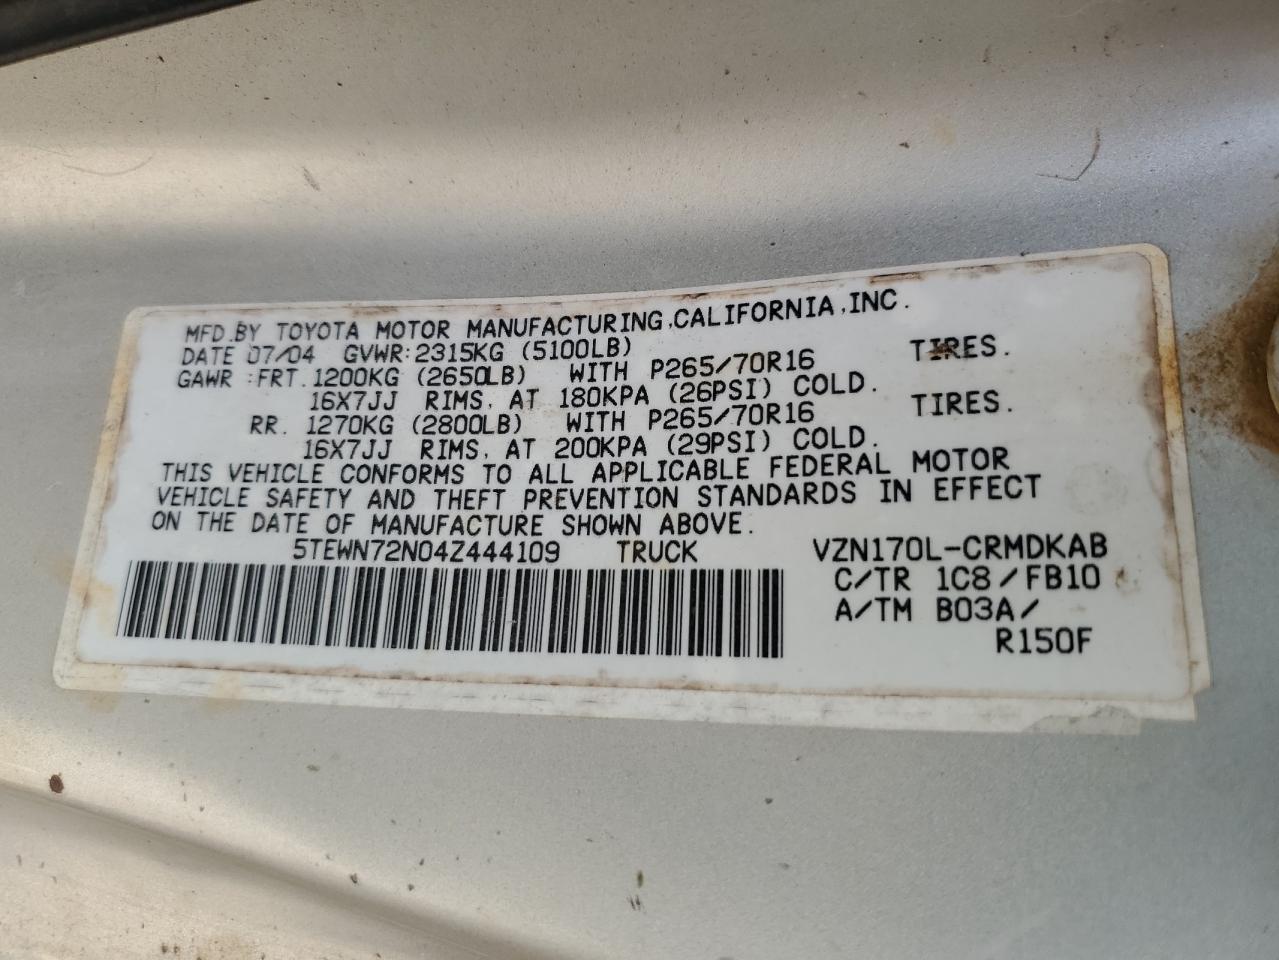 MFD.BY TOYOTA MOTOR MANUFACTURING,CALIFORNIA,INC.
DATE 07/04 GVWR:2315KG (5100LB)
GAWR :FRT.1200KG (2650LB) WITH P265/70R16 TIRES.
16X7JJ RIMS, AT 180KPA (26PSI) COLD.
RR. 1270KG (2800LB) WITH P265/70R16 TIRES.
16X7JJ RIMS, AT 200KPA (29PSI) COLD.
THIS VEHICLE CONFORMS TO ALL APPLICABLE FEDERAL MOTOR
VEHICLE SAFETY AND THEFT PREVENTION STANDARDS IN EFFECT
ON THE DATE OF MANUFACTURE SHOWN ABOVE.
5TEWN72N04Z444109 TRUCK VZN170L-CRMDKAB
C/TR 1C8/FB10
A/TM B03A/
R150F